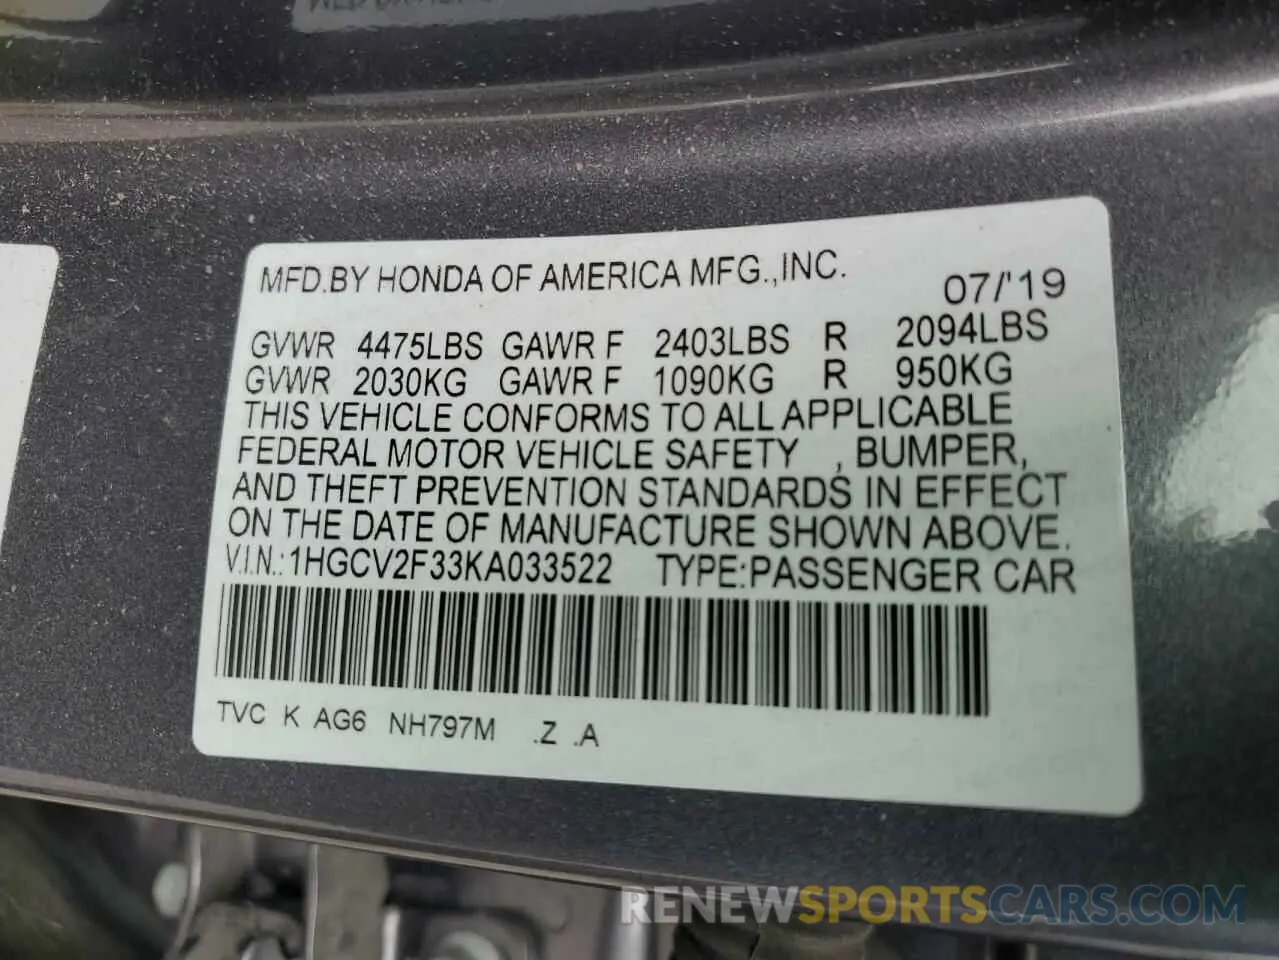 MFD.BY HONDA OF AMERICA MFG.,INC.
07/'19
GVWR 4475LBS GAWR F 2403LBS R 2094LBS
GVWR 2030KG GAWR F 1090KG R 950KG
THIS VEHICLE CONFORMS TO ALL APPLICABLE
FEDERAL MOTOR VEHICLE SAFETY , BUMPER,
AND THEFT PREVENTION STANDARDS IN EFFECT
ON THE DATE OF MANUFACTURE SHOWN ABOVE.
V.I.N.: 1HGCV2F33KA033522 TYPE:PASSENGER CAR
TVC K AG6 NH797M .Z .A
RENEWSPORTSCARS.COM